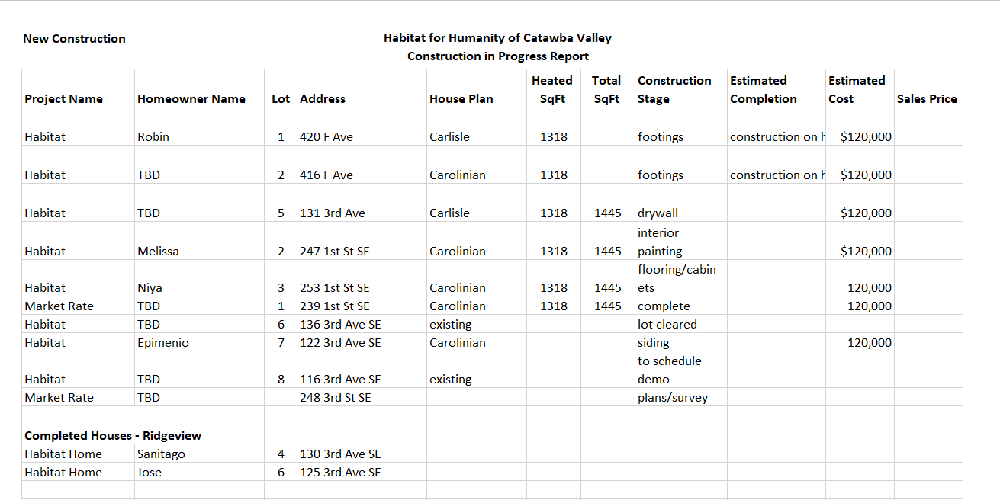 New Construction
Habitat for Humanity of Catawba Valley
Construction in Progress Report
Project Name Homeowner Name Lot Address House Plan Heated SqFt Total SqFt Construction Stage Estimated Completion Estimated Cost Sales Price
Habitat Robin 1 420 F Ave Carlisle 1318 footings construction on $120,000
Habitat TBD 2 416 F Ave Carolinian 1318 footings construction on $120,000
Habitat TBD 5 131 3rd Ave Carlisle 1318 1445 drywall $120,000
Habitat Melissa 2 247 1st St SE Carolinian 1318 1445 interior painting $120,000
Habitat Niya 3 253 1st St SE Carolinian 1318 1445 flooring/cabinets 120,000
Market Rate TBD 1 239 1st St SE Carolinian 1318 1445 complete 120,000
Habitat TBD 6 136 3rd Ave SE existing lot cleared
Habitat Epimenio 7 122 3rd Ave SE Carolinian siding 120,000
Habitat TBD 8 116 3rd Ave SE existing to schedule demo
Market Rate TBD 248 3rd St SE plans/survey
Completed Houses - Ridgeview
Habitat Home Sanitago 4 130 3rd Ave SE
Habitat Home Jose 6 125 3rd Ave SE